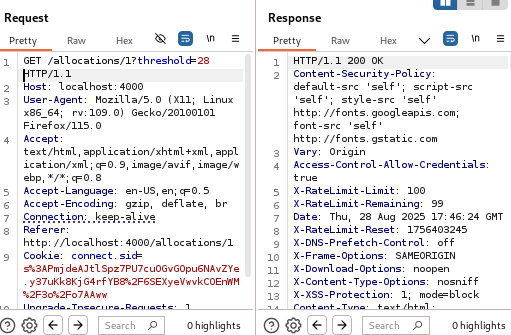 Request
Pretty Raw Hex
\n
1 GET /allocations/1?threshold=28
HTTP/1.1
2 Host: localhost:4000
3 User-Agent: Mozilla/5.0 (X11; Linux
x86_64; rv:109.0) Gecko/20100101
Firefox/115.0
4 Accept:
text/html,application/xhtml+xml,appl
ication/xml;q=0.9,image/avif,image/w
ebp,*/*;q=0.8
5 Accept-Language: en-US,en;q=0.5
6 Accept-Encoding: gzip, deflate, br
7 Connection: keep-alive
8 Referer:
http://localhost:4000/allocations/1
9 Cookie: connect.sid=
s%3APmjdeAJtlSpz7PU7cuOGvGOpu6NAvZYe
.y37uKk8KjG4rfYB8%2F6SEXyeVwvkCOEnWM
%2F3o%2Fo7AAww
10 Upgrade-Insecure-Requests: 1
Search
0 highlights
Response
Pretty Raw Hex
\n
1 HTTP/1.1 200 OK
2 Content-Security-Policy:
default-src 'self'; script-src
'self'; style-src 'self'
http://fonts.googleapis.com;
font-src 'self'
http://fonts.gstatic.com
3 Vary: Origin
4 Access-Control-Allow-Credentials:
true
5 X-RateLimit-Limit: 100
6 X-RateLimit-Remaining: 99
7 Date: Thu, 28 Aug 2025 17:46:24 GMT
8 X-RateLimit-Reset: 1756403245
9 X-DNS-Prefetch-Control: off
10 X-Frame-Options: SAMEORIGIN
11 X-Download-Options: noopen
12 X-Content-Type-Options: nosniff
13 X-XSS-Protection: 1; mode=block
14 Content-Type: text/html;
Search
0 highlights